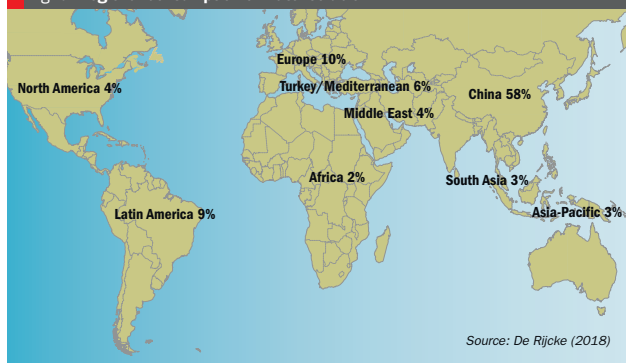 Europe 10%
North America 4%
Turkey/Mediterranean 6%
China 58%
Middle East 4%
Africa 2%
South Asia 3%
Latin America 9%
Asia-Pacific 3%
Source: De Rijcke (2018)